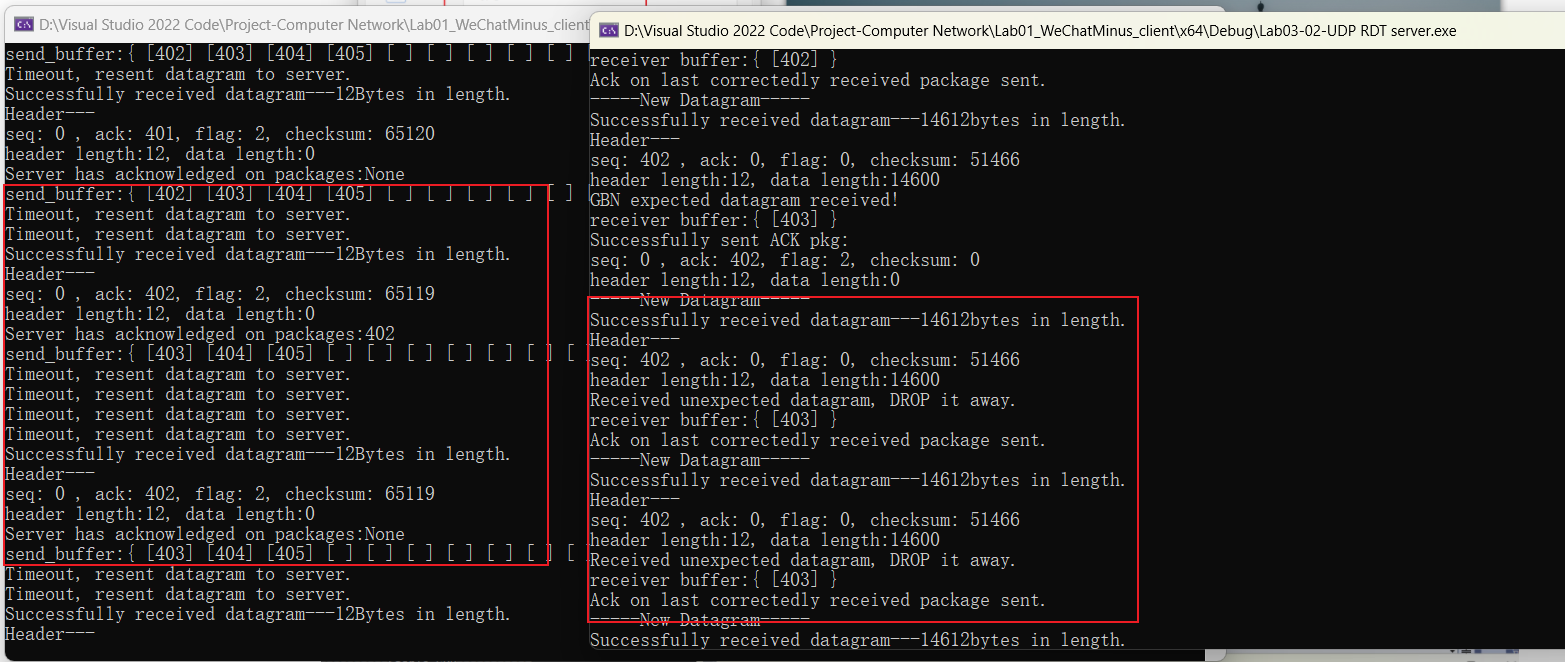 D:\Visual Studio 2022 Code\Project-Computer Network\Lab01_WeChatMinus_client
send_buffer:{ [402] [403] [404] [405] [ ] [ ] [ ] [ ] [ ]
Timeout, resent datagram to server.
Successfully received datagram---12Bytes in length.
Header---
seq: 0 , ack: 401, flag: 2, checksum: 65120
header length:12, data length:0
Server has acknowledged on packages:None
send_buffer:{ [402] [403] [404] [405] [ ] [ ] [ ] [ ] [ ] [
Timeout, resent datagram to server.
Timeout, resent datagram to server.
Successfully received datagram---12Bytes in length.
Header---
seq: 0 , ack: 402, flag: 2, checksum: 65119
header length:12, data length:0
Server has acknowledged on packages:402
send_buffer:{ [403] [404] [405] [ ] [ ] [ ] [ ] [ ] [ ] [
Timeout, resent datagram to server.
Timeout, resent datagram to server.
Timeout, resent datagram to server.
Timeout, resent datagram to server.
Successfully received datagram---12Bytes in length.
Header---
seq: 0 , ack: 402, flag: 2, checksum: 65119
header length:12, data length:0
Server has acknowledged on packages:None
send_buffer:{ [403] [404] [405] [ ] [ ] [ ] [ ] [ ] [ ] [
Timeout, resent datagram to server.
Timeout, resent datagram to server.
Successfully received datagram---12Bytes in length.
Header---
D:\Visual Studio 2022 Code\Project-Computer Network\Lab01_WeChatMinus_client\x64\Debug\Lab03-02-UDP RDT server.exe
receiver buffer:{ [402] }
Ack on last correctedly received package sent.
-----New Datagram-----
Successfully received datagram---14612bytes in length.
Header---
seq: 402 , ack: 0, flag: 0, checksum: 51466
header length:12, data length:14600
GBN expected datagram received!
receiver buffer:{ [403] }
Successfully sent ACK pkg:
seq: 0 , ack: 402, flag: 2, checksum: 0
header length:12, data length:0
-----New Datagram-----
Successfully received datagram---14612bytes in length.
Header---
seq: 402 , ack: 0, flag: 0, checksum: 51466
header length:12, data length:14600
Received unexpected datagram, DROP it away.
receiver buffer:{ [403] }
Ack on last correctedly received package sent.
-----New Datagram-----
Successfully received datagram---14612bytes in length.
Header---
seq: 402 , ack: 0, flag: 0, checksum: 51466
header length:12, data length:14600
Received unexpected datagram, DROP it away.
receiver buffer:{ [403] }
Ack on last correctedly received package sent.
-----New Datagram-----
Successfully received datagram---14612bytes in length.